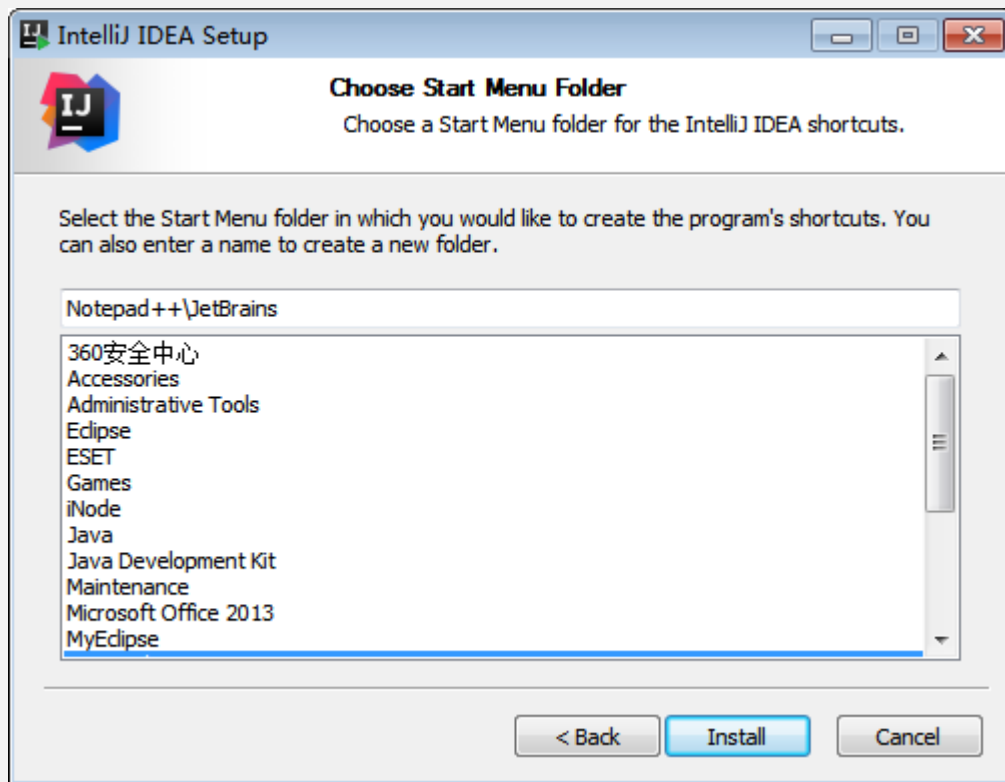 IntelliJ IDEA Setup
IJ
Choose Start Menu Folder
Choose a Start Menu folder for the IntelliJ IDEA shortcuts.
Select the Start Menu folder in which you would like to create the program's shortcuts. You
can also enter a name to create a new folder.
Notepad++\JetBrains
360安全中心
Accessories
Administrative Tools
Eclipse
ESET
Games
iNode
Java
Java Development Kit
Maintenance
Microsoft Office 2013
MyEclipse
< Back
Install
Cancel